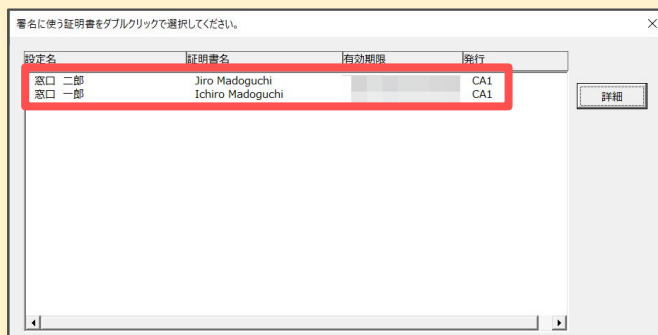 署名に使う証明書をダブルクリックで選択してください。
設定名 証明書名 有効期限 発行
窓口 二郎 Jiro Madoguchi CA1
窓口 一郎 Ichiro Madoguchi CA1
詳細